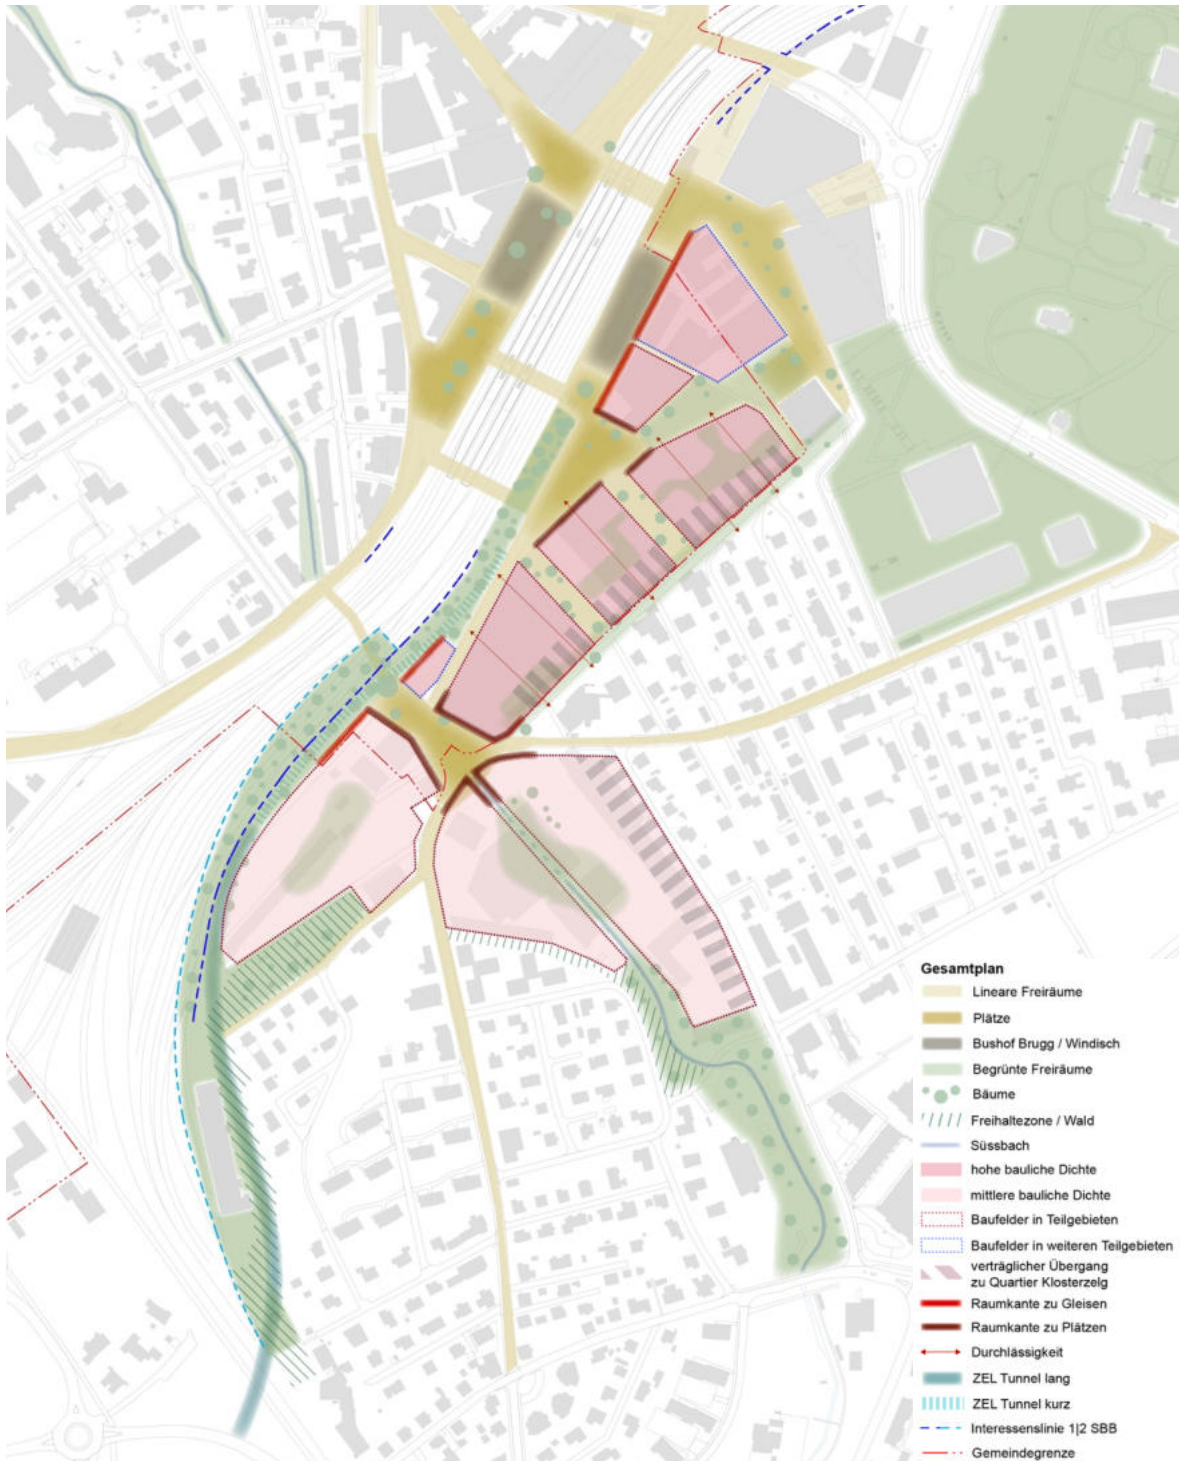 Gesamtplan
Lineare Freiräume
Plätze
Bushof Brugg / Windisch
Begrünte Freiräume
Bäume
Freihaltezone / Wald
Süssbach
hohe bauliche Dichte
mittlere bauliche Dichte
Baufelder in Teilgebieten
Baufelder in weiteren Teilgebieten
verträglicher Übergang
zu Quartier Klosterzelg
Raumkante zu Gleisen
Raumkante zu Plätzen
Durchlässigkeit
ZEL Tunnel lang
ZEL Tunnel kurz
Interessenslinie 1|2 SBB
Gemeindegrenze